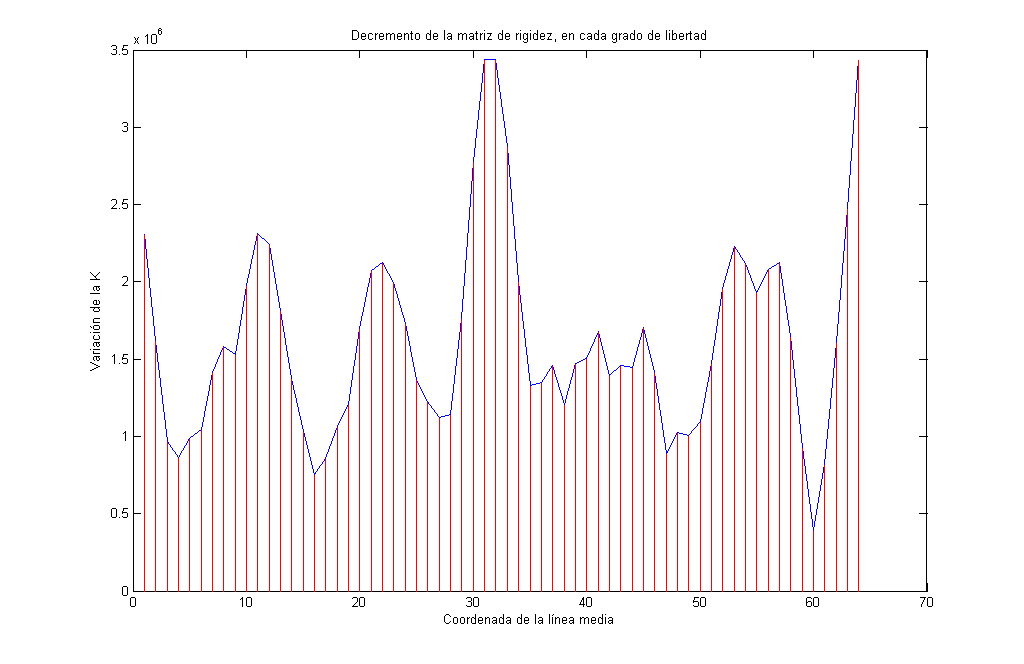 Decremento de la matriz de rigidez, en cada grado de libertad
x 10⁶
3.5
3
2.5
2
1.5
1
0.5
0
Variación de la K
0 10 20 30 40 50 60 70
Coordenada de la línea media